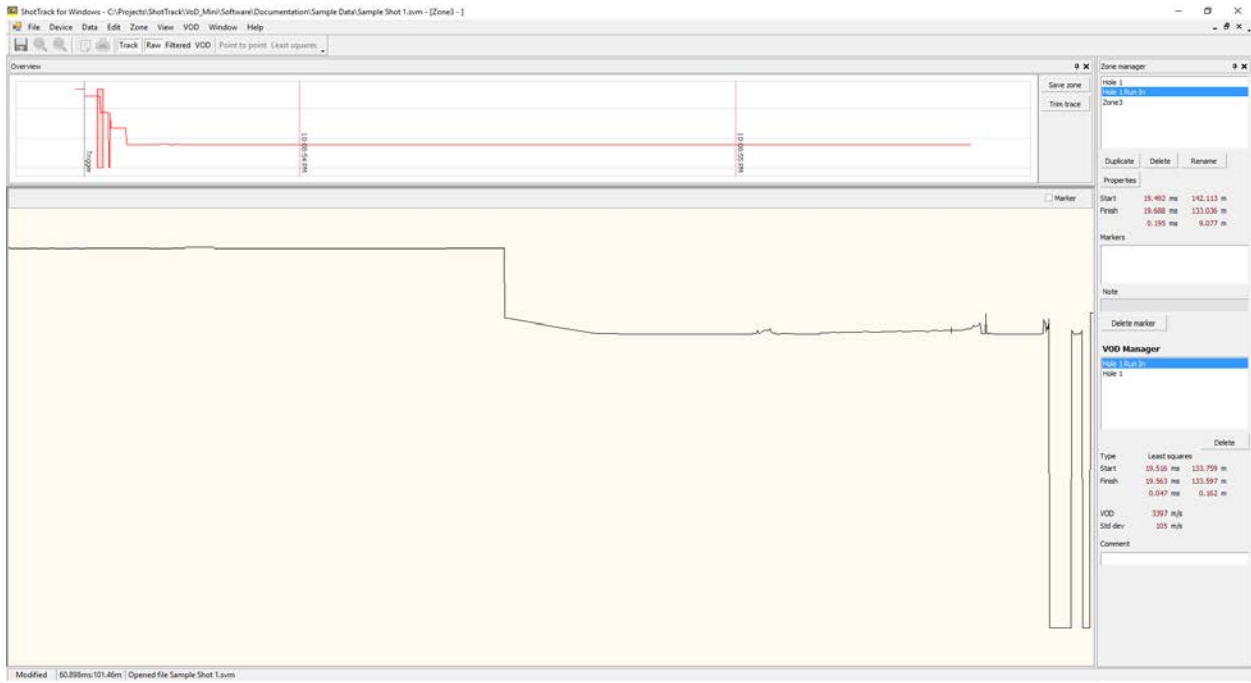 ShotTrack for Windows - C:\Projects\ShotTrack\VoD_Mini\Software\Documentation\Sample Data\Sample Shot 1.svm - [Zone3 - ]
File Device Data Edit Zone View VOD Window Help
Track Raw Filtered VOD Point to point Least squares
Overview
Trigger
10:00:54 PM
10:00:55 PM
Save zone
Trim trace
Marker
Zone manager
Hole 1
Hole 1 Run In
Zone3
Duplicate Delete Rename
Properties
Start 19.492 ms 142.113 m
Finish 19.688 ms 133.036 m
0.195 ms 9.077 m
Markers
Note
Delete marker
VOD Manager
Hole 1 Run In
Hole 1
Delete
Type Least squares
Start 19.516 ms 133.759 m
Finish 19.563 ms 133.597 m
0.047 ms 0.162 m
VOD 3397 m/s
Std dev 105 m/s
Comment
Modified 60.898ms:101.46m Opened file Sample Shot 1.svm